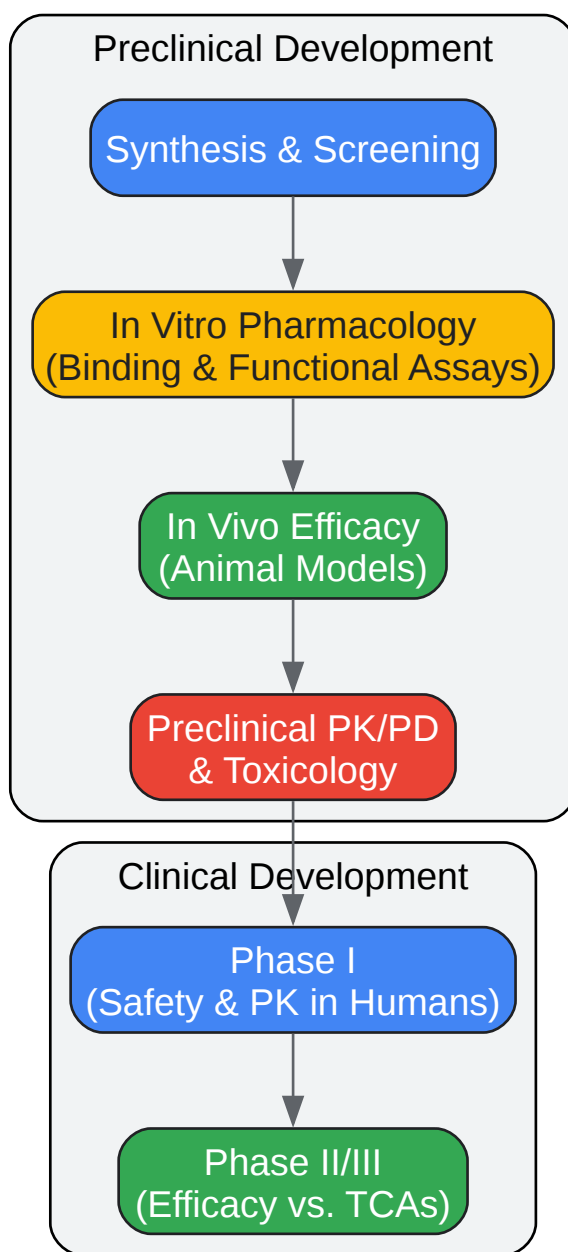 Preclinical Development
Synthesis & Screening
In Vitro Pharmacology
(Binding & Functional Assays)
In Vivo Efficacy
(Animal Models)
Preclinical PK/PD
& Toxicology
Clinical Development
Phase I
(Safety & PK in Humans)
Phase II/III
(Efficacy vs. TCAs)